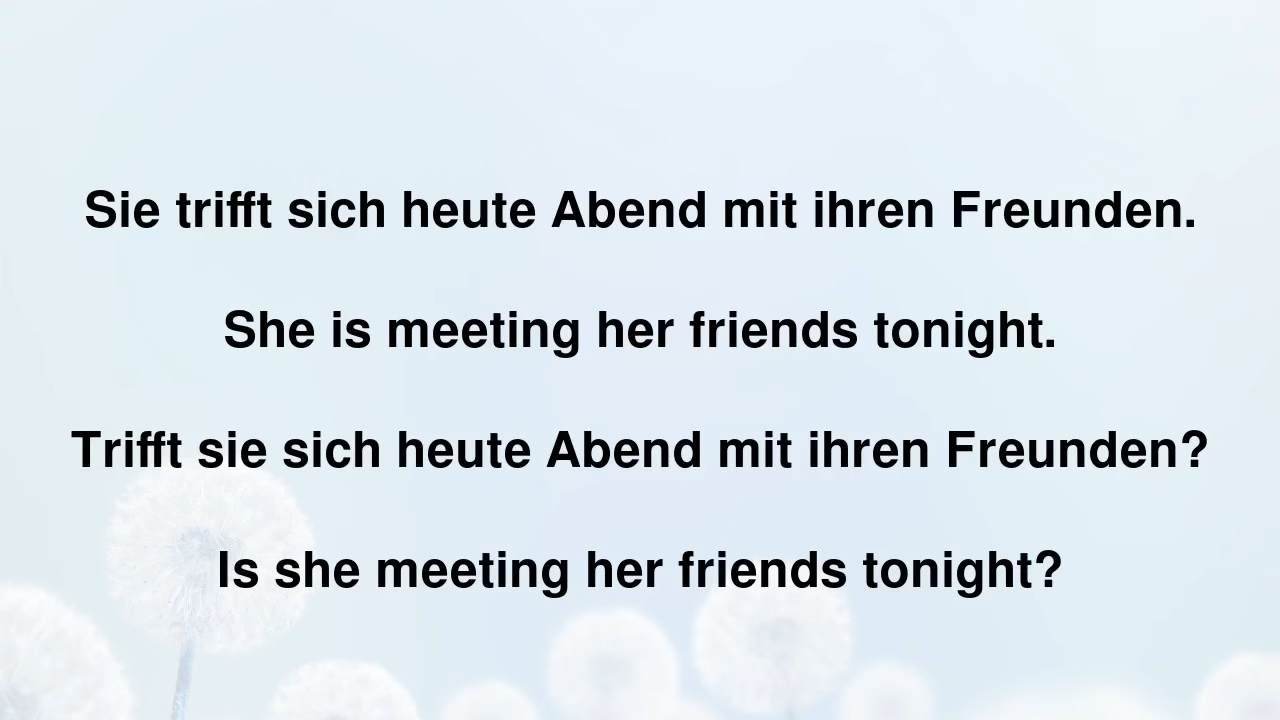 Sie trifft sich heute Abend mit ihren Freunden.
She is meeting her friends tonight.
Trifft sie sich heute Abend mit ihren Freunden?
Is she meeting her friends tonight?